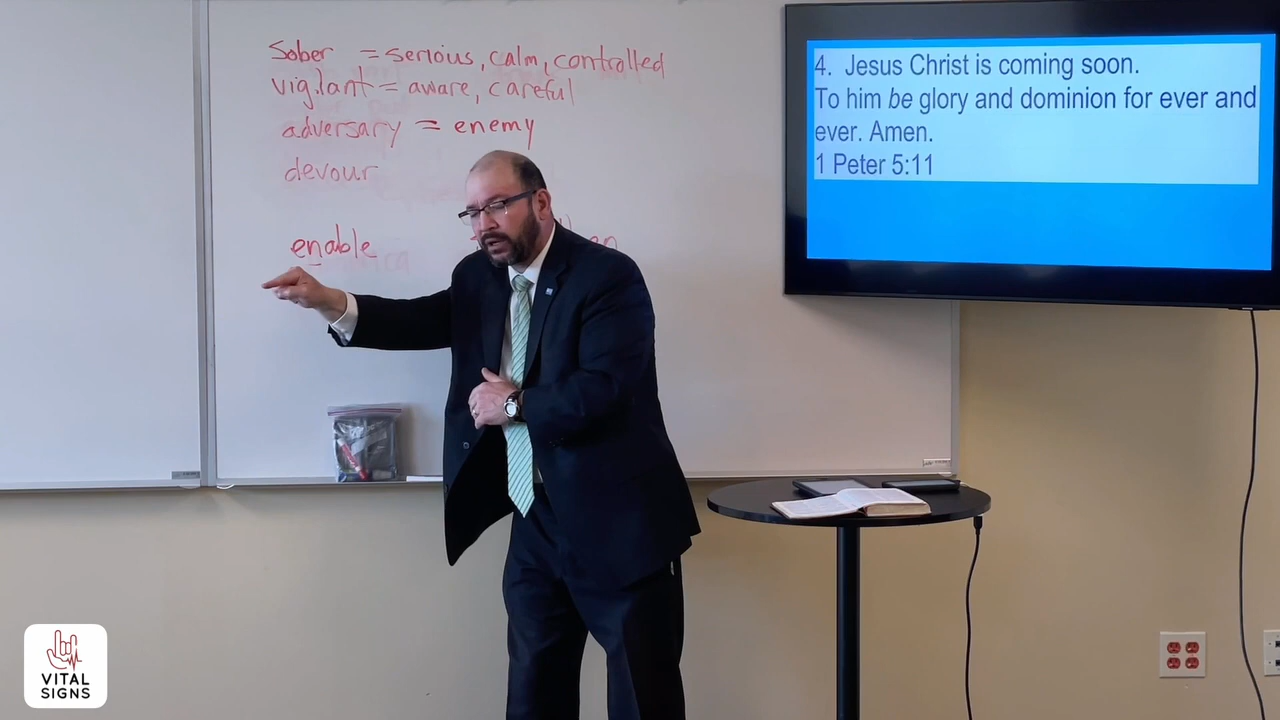 Sober = serious, calm, controlled
vigilant = aware, careful
adversary = enemy
devour
enable
4. Jesus Christ is coming soon.
To him be glory and dominion for ever and
ever. Amen.
1 Peter 5:11
VITAL
SIGNS